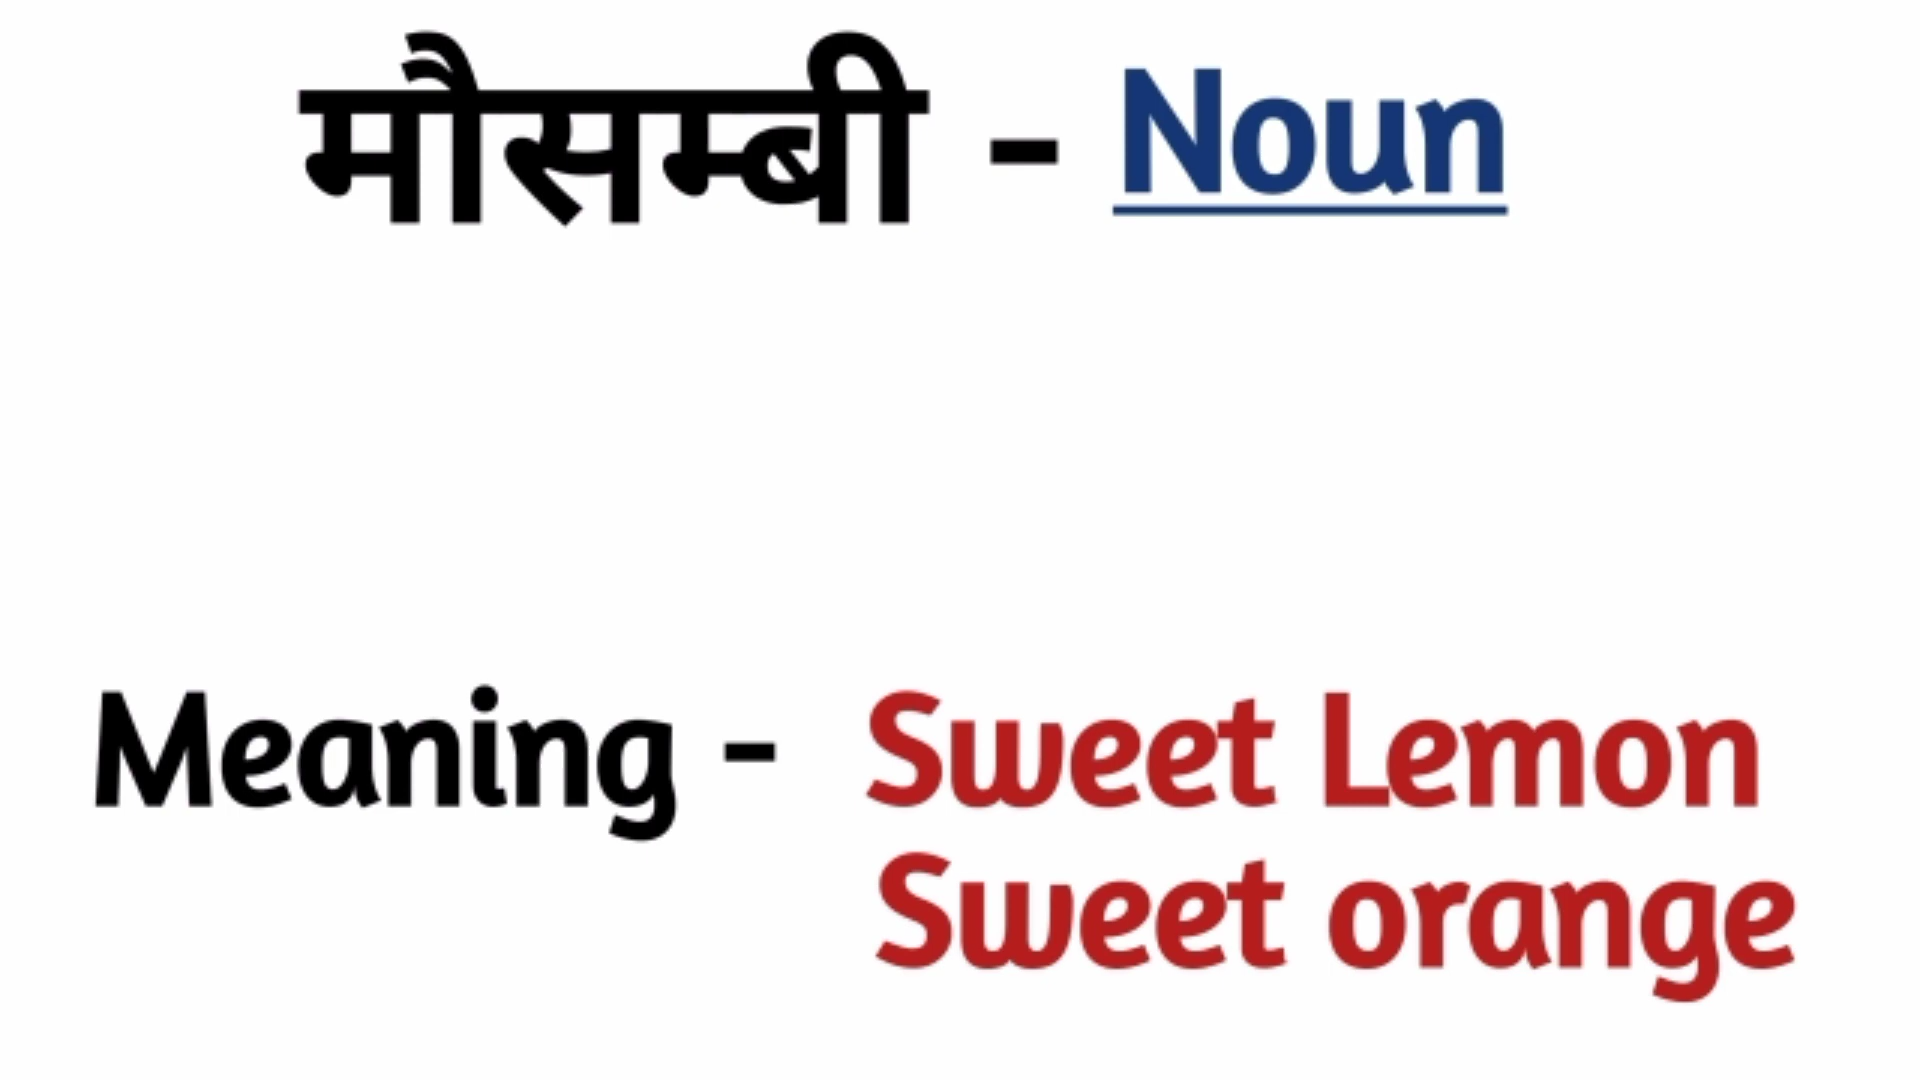 मौसम्बी - Noun
Meaning - Sweet Lemon
Sweet orange